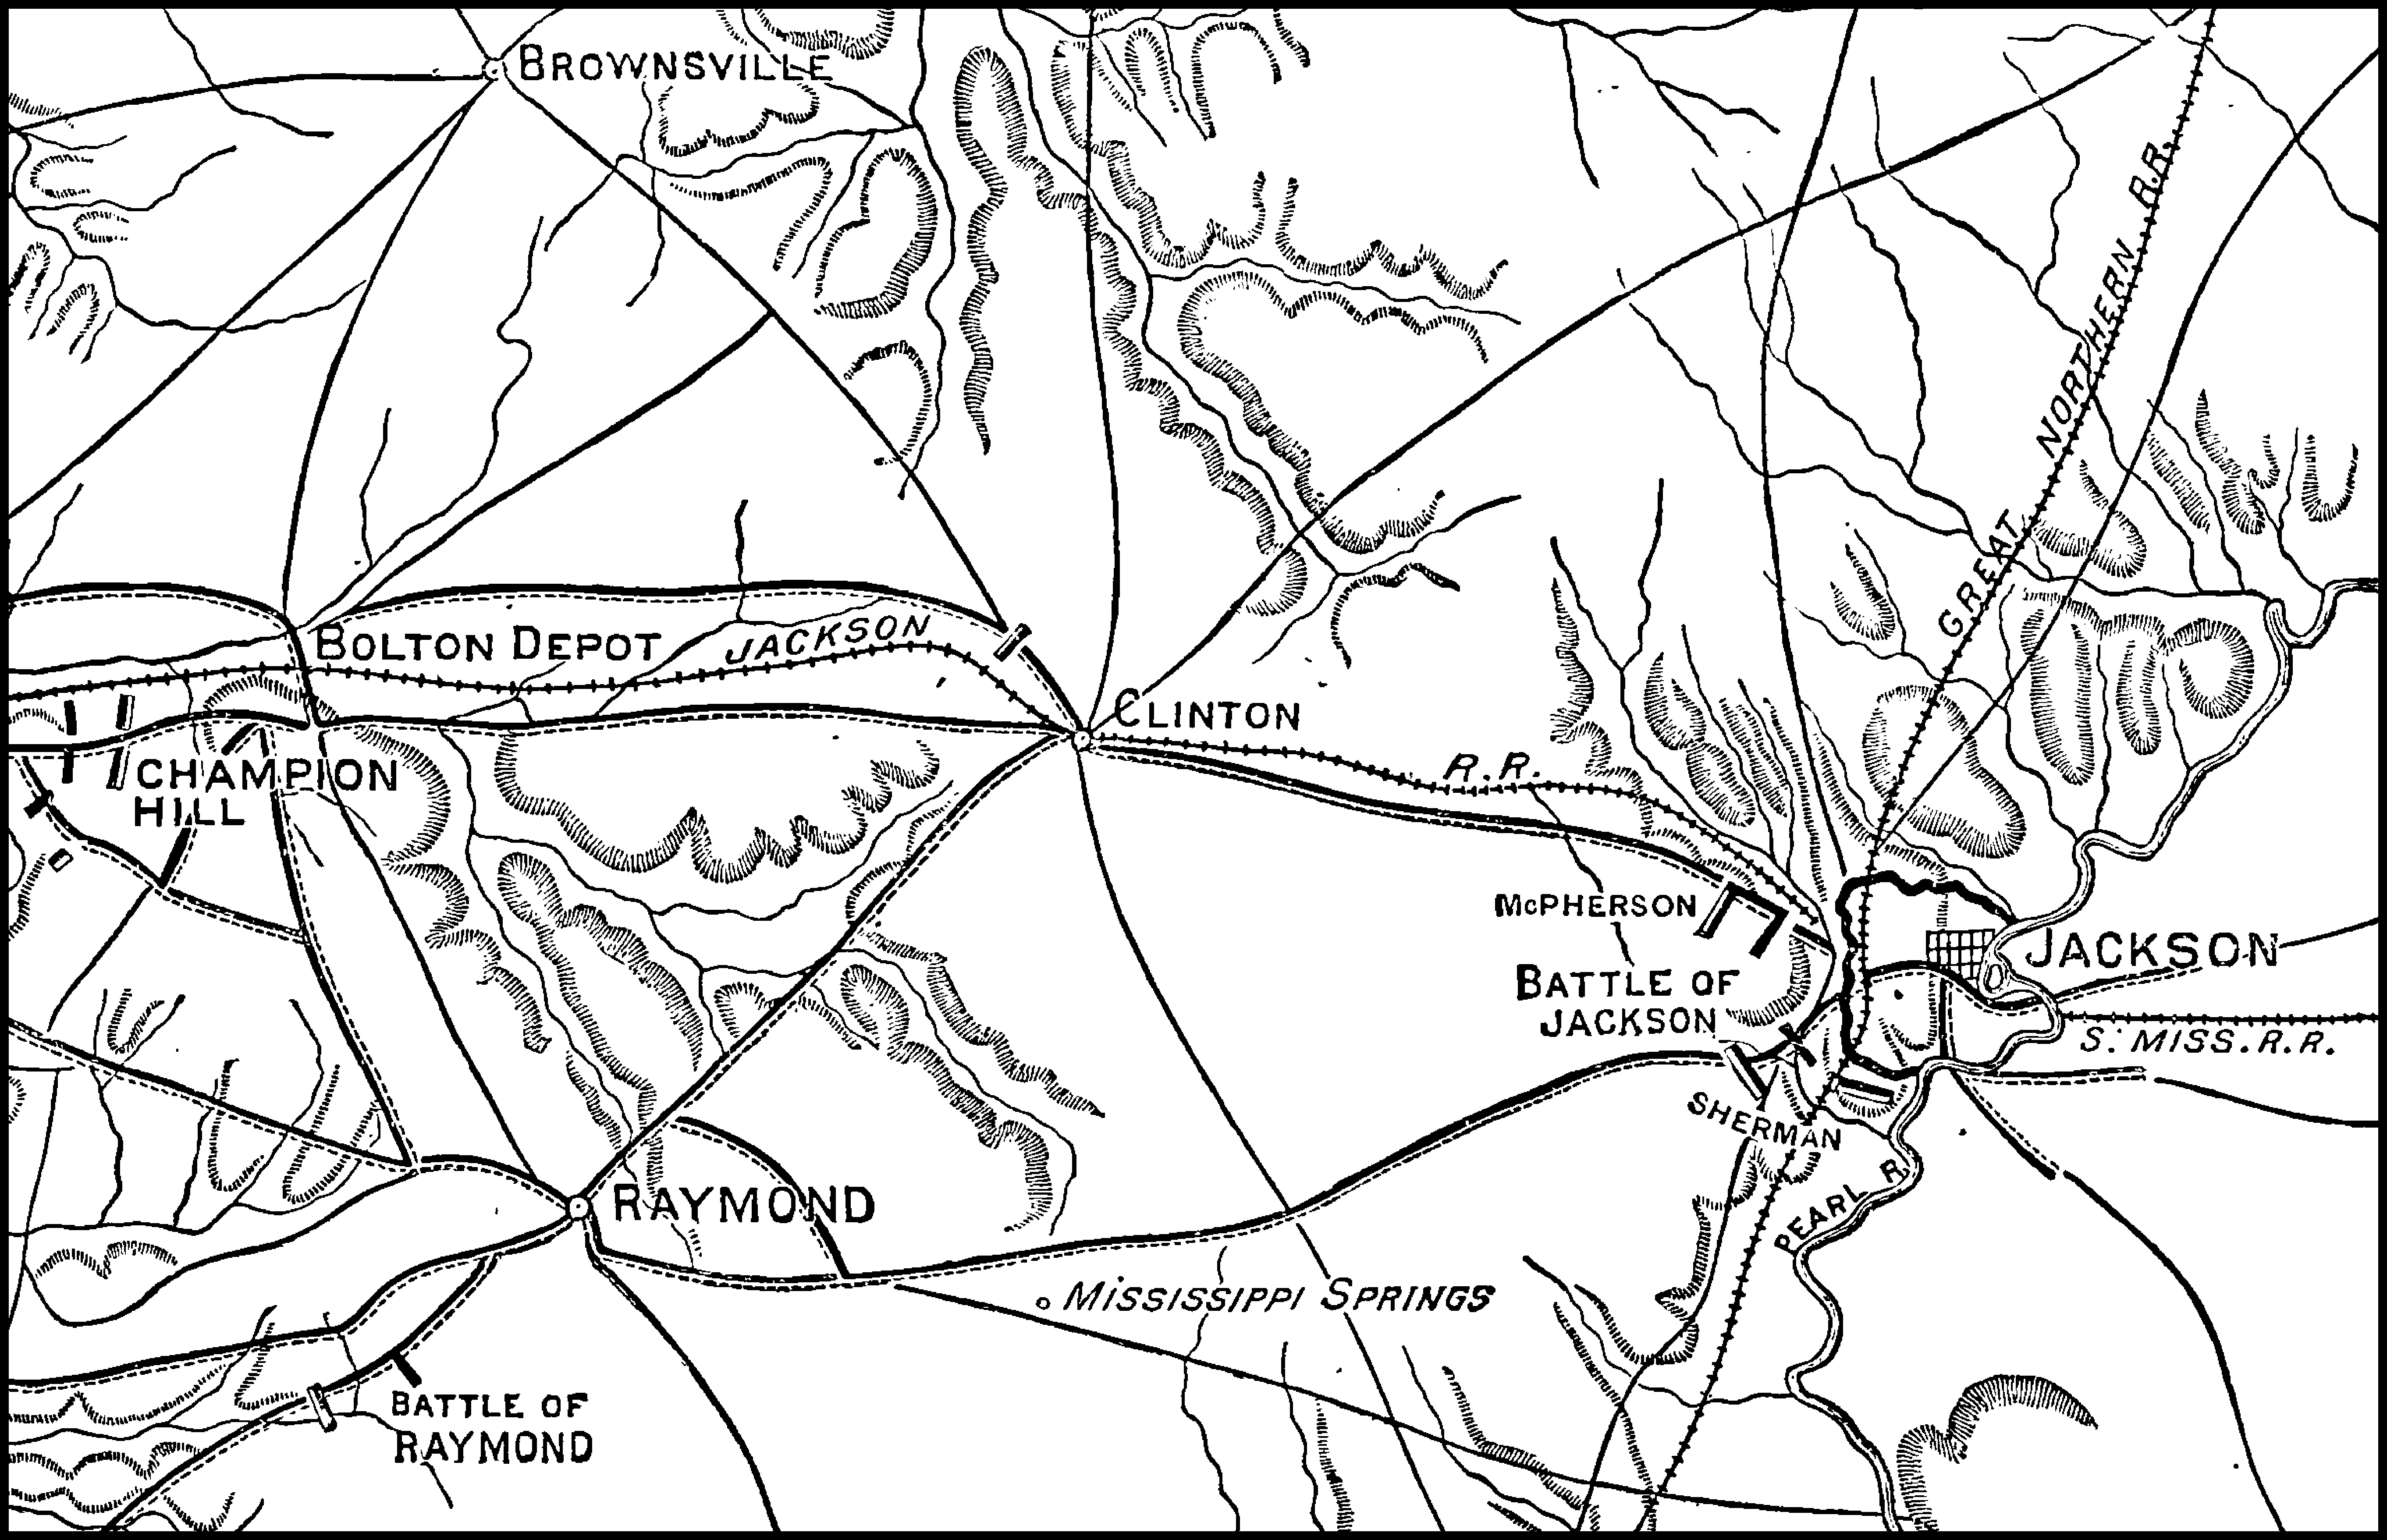 BROWNSVILLE
GREAT NORTHERN R.R.
BOLTON DEPOT
JACKSON
CLINTON
R.R.
CHAMPION
HILL
McPHERSON
JACKSON
BATTLE OF
JACKSON
S. MISS. R.R.
SHERMAN
PEARL R.
RAYMOND
MISSISSIPPI SPRINGS
BATTLE OF
RAYMOND